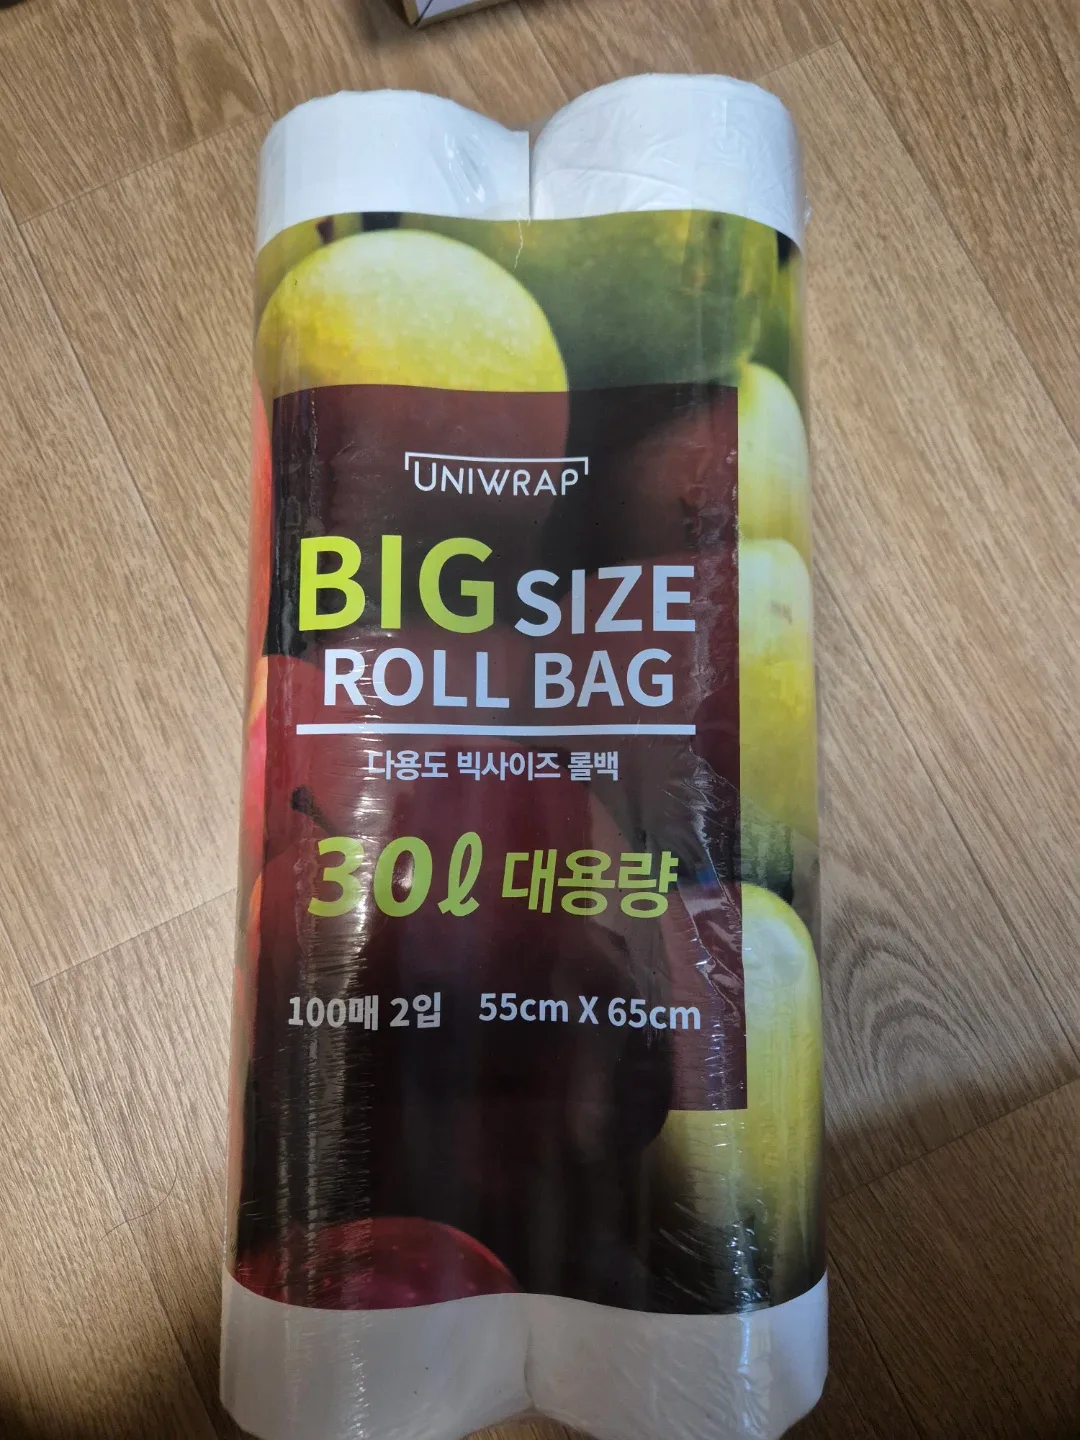 UNIWRAP
BIG SIZE
ROLL BAG
다용도 빅사이즈 롤백
30ℓ 대용량
100매 2입 55cm X 65cm